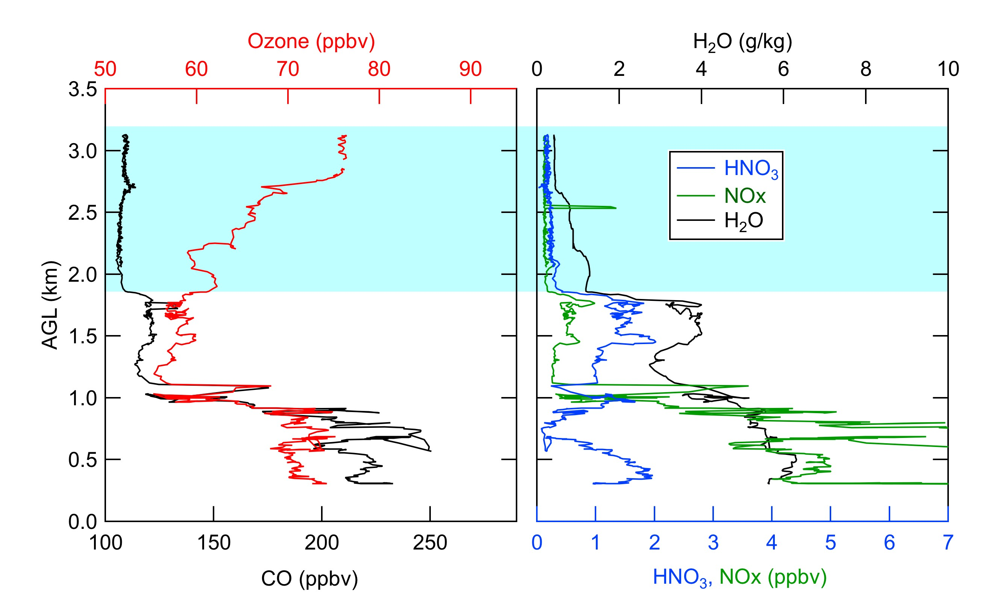 Ozone (ppbv)
50 60 70 80 90
H₂O (g/kg)
0 2 4 6 8 10
AGL (km)
3.5
3.0
2.5
2.0
1.5
1.0
0.5
0.0
HNO₃
NOx
H₂O
100 150 200 250
CO (ppbv)
0 1 2 3 4 5 6 7
HNO₃, NOx (ppbv)